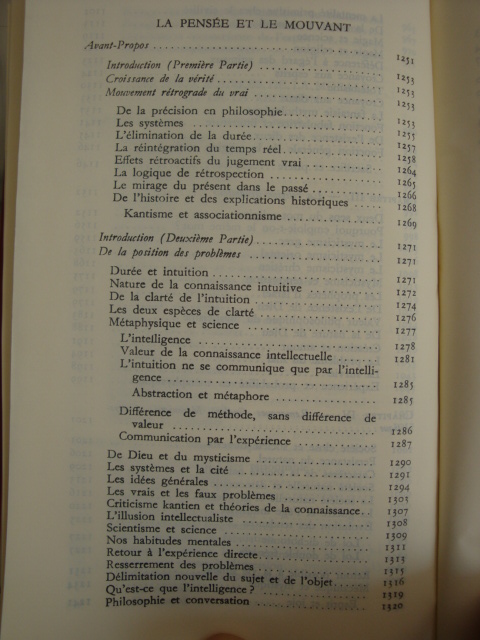 LA PENSÉE ET LE MOUVANT
Avant-Propos ........ 1251
Introduction (Première Partie) ........ 1253
Croissance de la vérité ........ 1253
Mouvement rétrograde du vrai ........ 1253
De la précision en philosophie ........ 1253
Les systèmes ........ 1255
L'élimination de la durée ........ 1257
La réintégration du temps réel ........ 1258
Effets rétroactifs du jugement vrai ........ 1264
La logique de rétrospection ........ 1265
Le mirage du présent dans le passé ........ 1266
De l'histoire et des explications historiques ........ 1268
Kantisme et associationnisme ........ 1269
Introduction (Deuxième Partie) ........ 1271
De la position des problèmes ........ 1271
Durée et intuition ........ 1271
Nature de la connaissance intuitive ........ 1272
De la clarté de l'intuition ........ 1274
Les deux espèces de clarté ........ 1276
Métaphysique et science ........ 1277
L'intelligence ........ 1278
Valeur de la connaissance intellectuelle ........ 1281
L'intuition ne se communique que par l'intelli-
gence ........ 1285
Abstraction et métaphore ........ 1285
Différence de méthode, sans différence de
valeur ........ 1286
Communication par l'expérience ........ 1287
De Dieu et du mysticisme ........ 1290
Les systèmes et la cité ........ 1291
Les idées générales ........ 1294
Les vrais et les faux problèmes ........ 1303
Criticisme kantien et théories de la connaissance .. 1307
L'illusion intellectualiste ........ 1308
Scientisme et science ........ 1309
Nos habitudes mentales ........ 1311
Retour à l'expérience directe ........ 1313
Resserrement des problèmes ........ 1315
Délimitation nouvelle du sujet et de l'objet ........ 1316
Qu'est-ce que l'intelligence ? ........ 1319
Philosophie et conversation ........ 1320